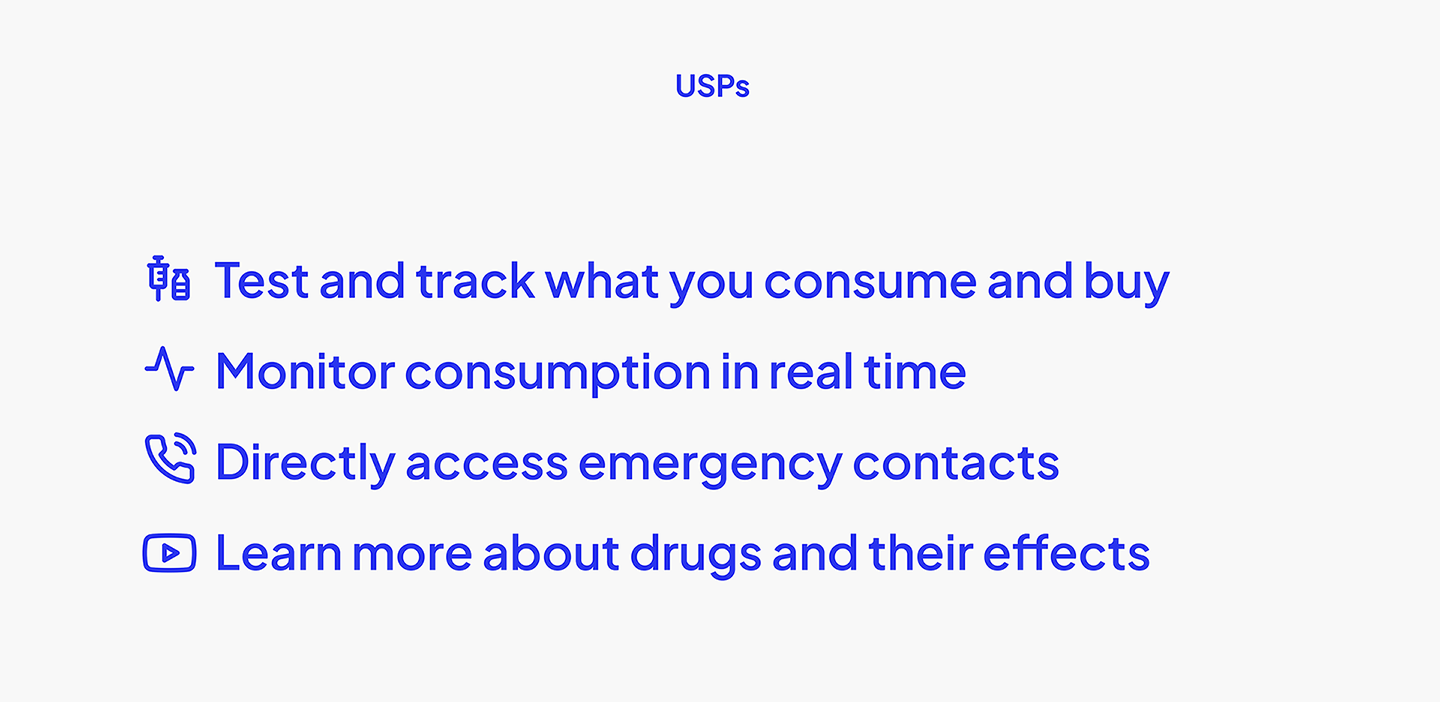 USPs
Test and track what you consume and buy
Monitor consumption in real time
Directly access emergency contacts
Learn more about drugs and their effects